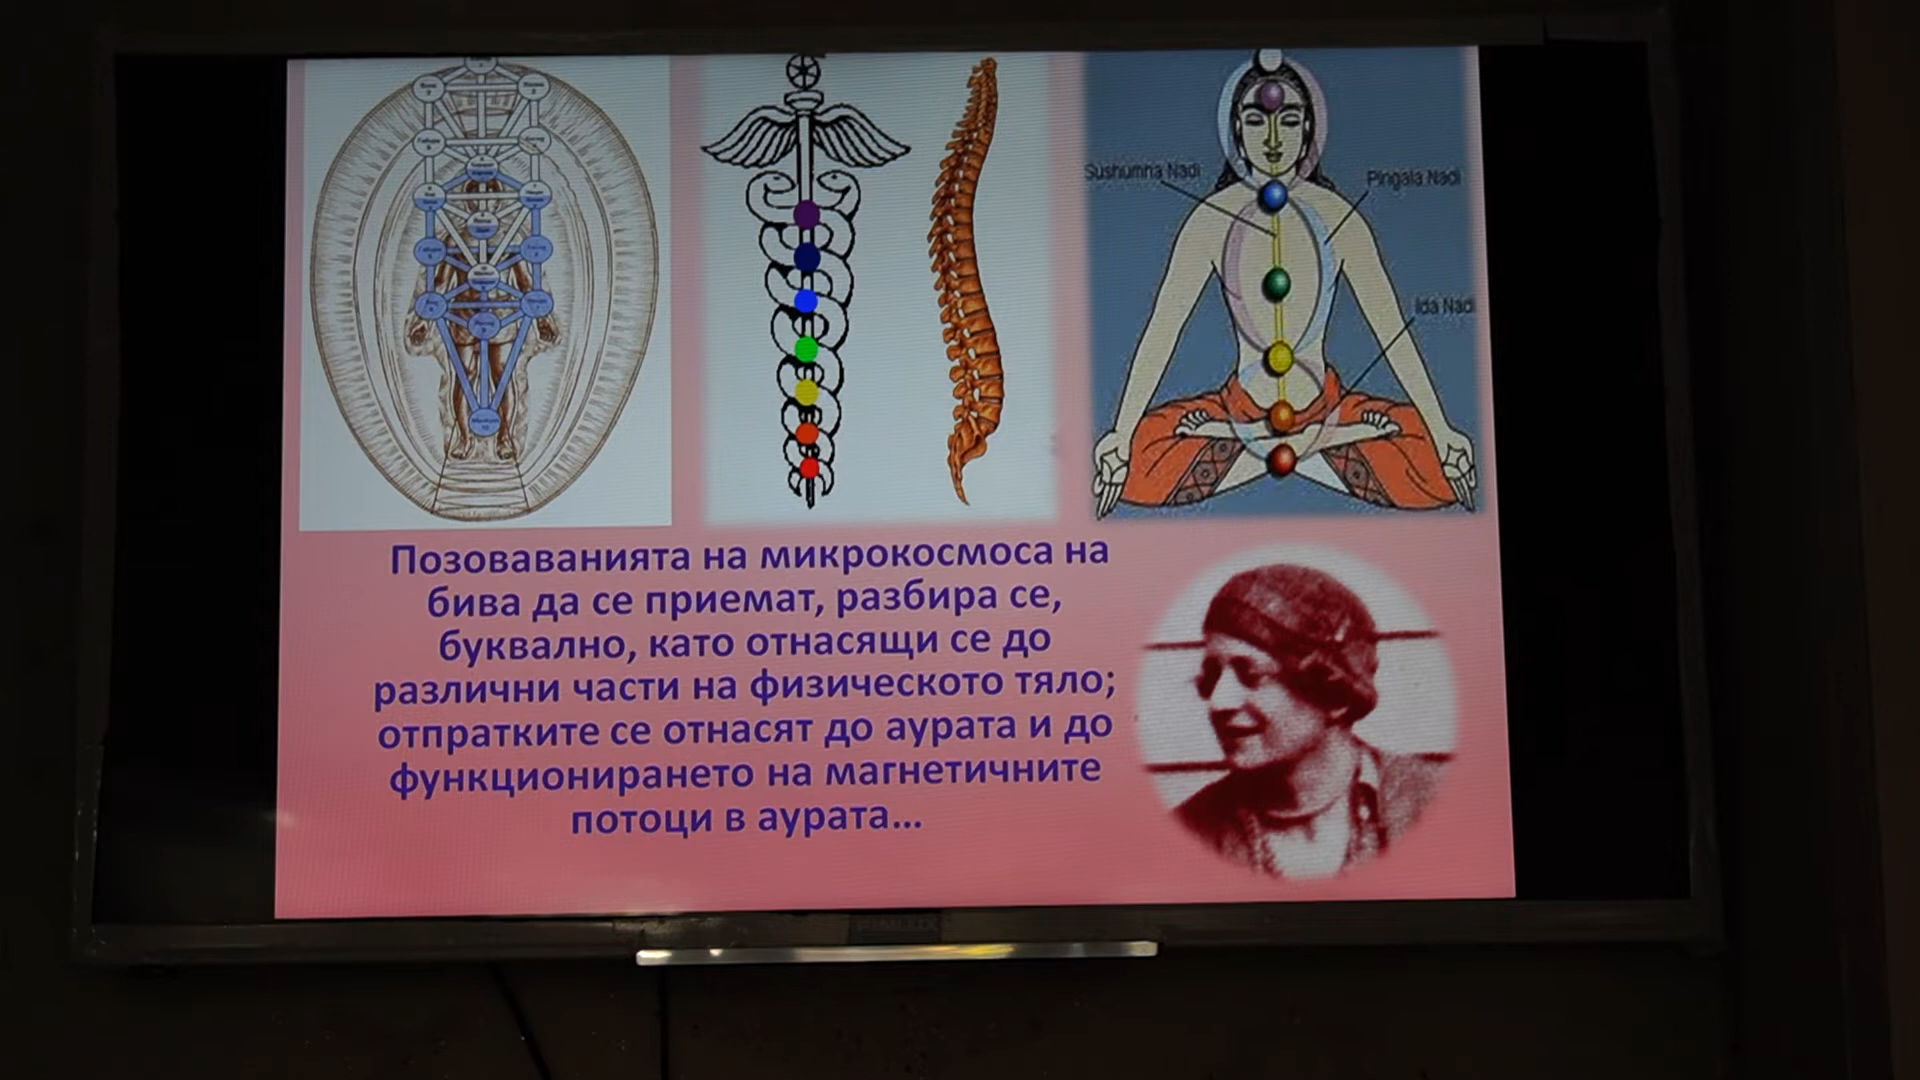 Sushumna Nadi
Pingala Nadi
Ida Nadi
Позоваванията на микрокосмоса на
бива да се приемат, разбира се,
буквално, като отнасящи се до
различни части на физическото тяло;
отпратките се отнасят до аурата и до
функционирането на магнетичните
потоци в аурата...